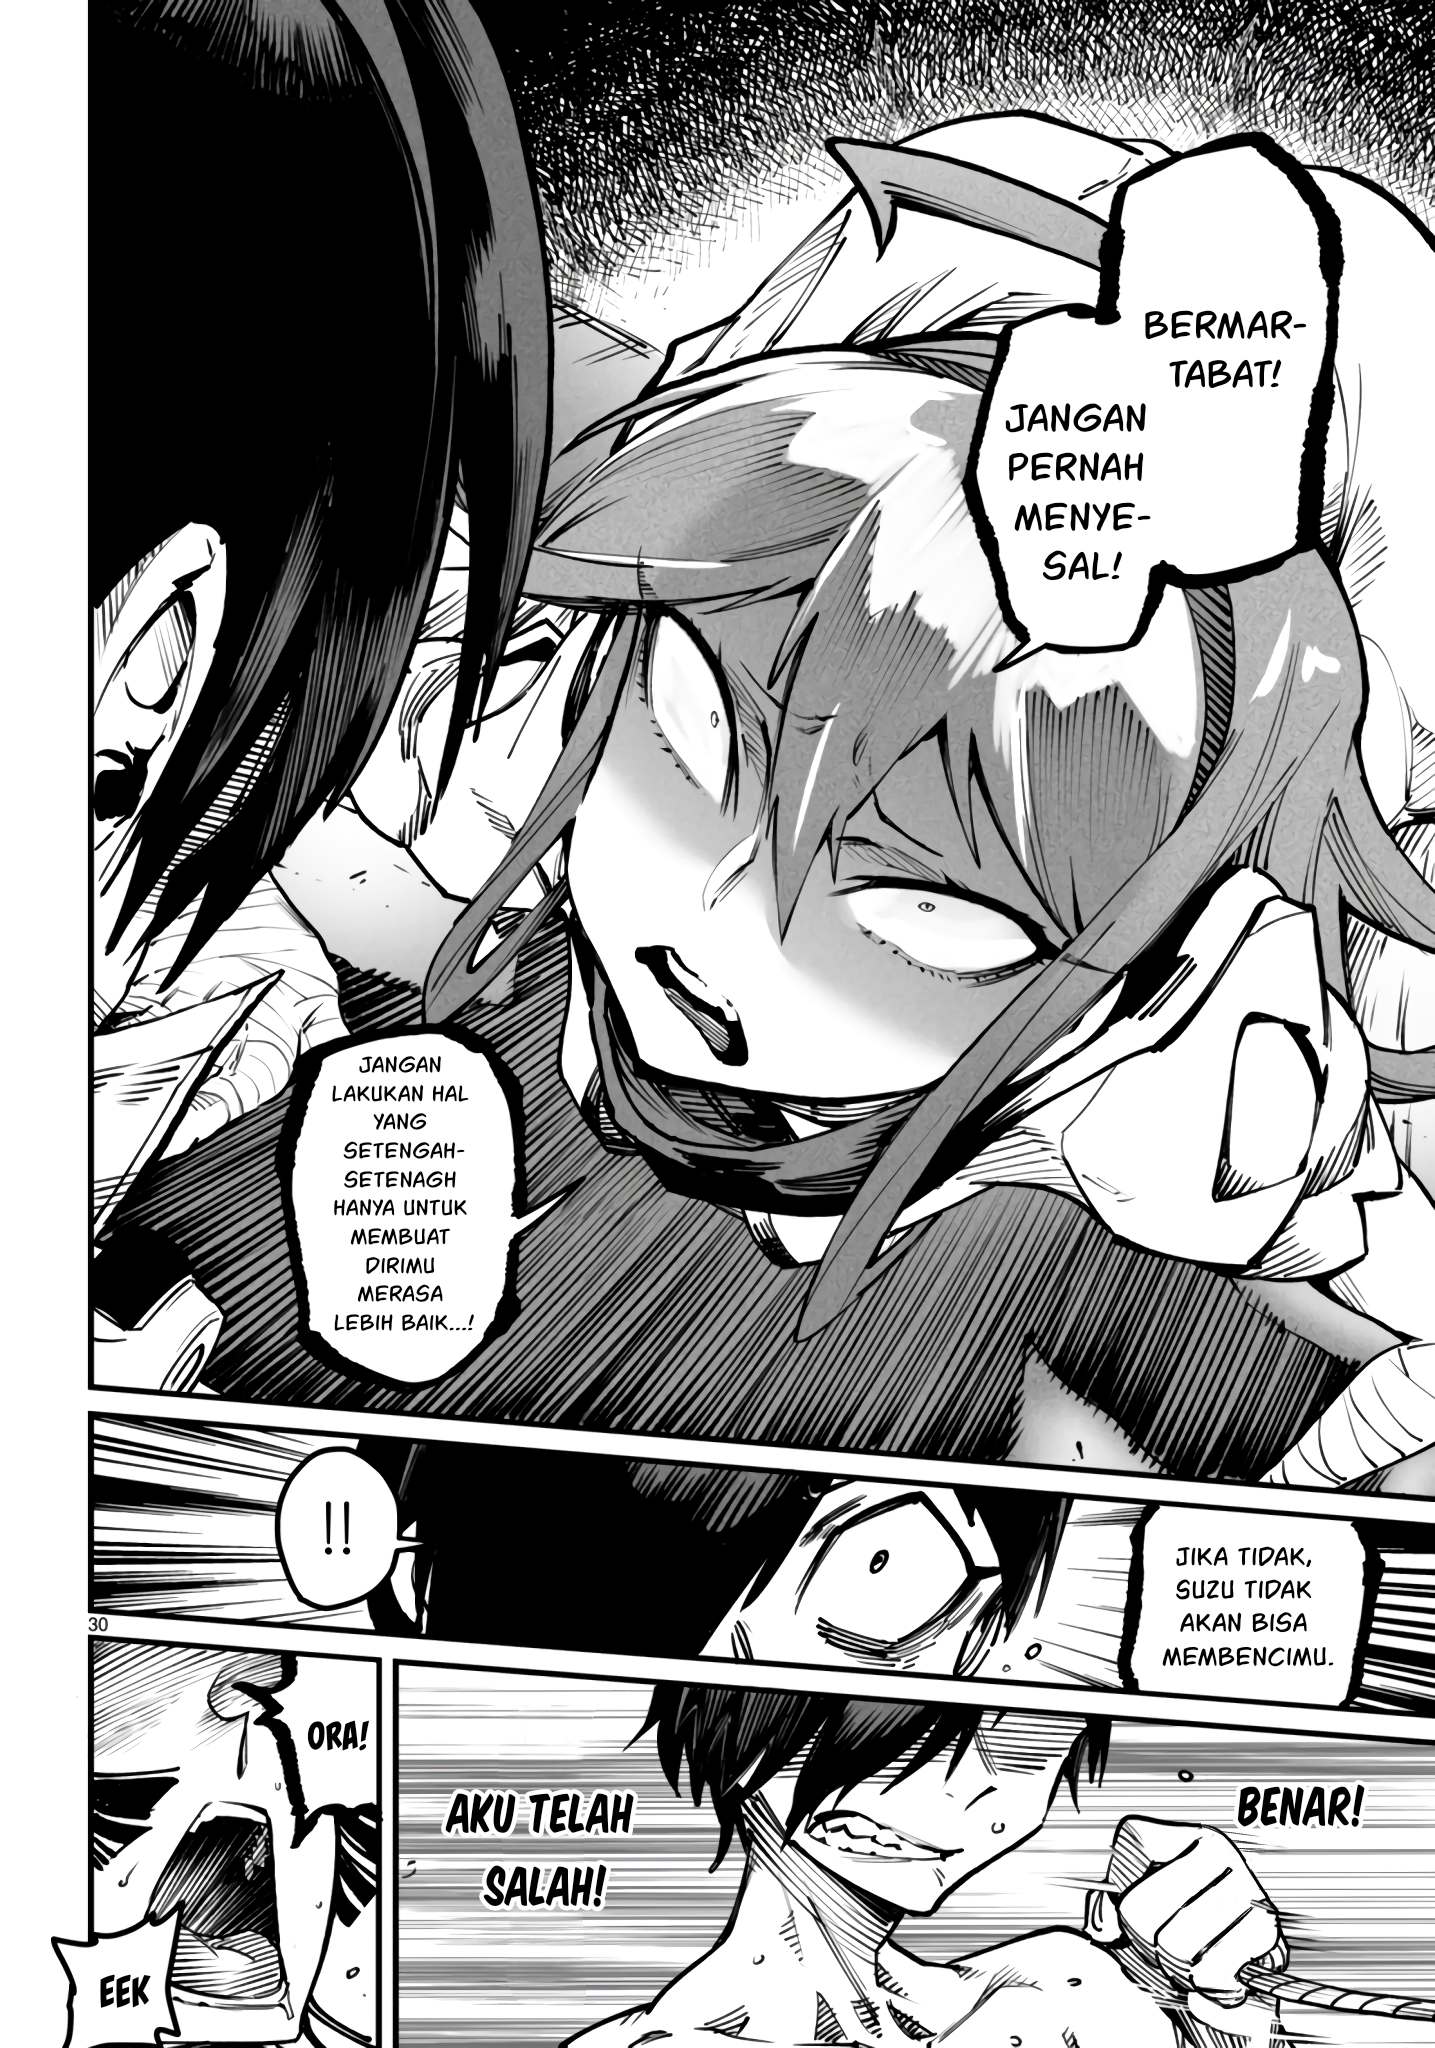 BERMAR-
TABAT!
JANGAN
PERNAH
MENYE-
SAL!
JANGAN
LAKUKAN HAL
YANG
SETENGAH-
SETENAGH
HANYA UNTUK
MEMBUAT
DIRIMU
MERASA
LEBIH BAIK...!
JIKA TIDAK,
SUZU TIDAK
AKAN BISA
MEMBENCIMU.
!!
30
BENAR!
AKU TELAH
SALAH!
ORA!
EEK